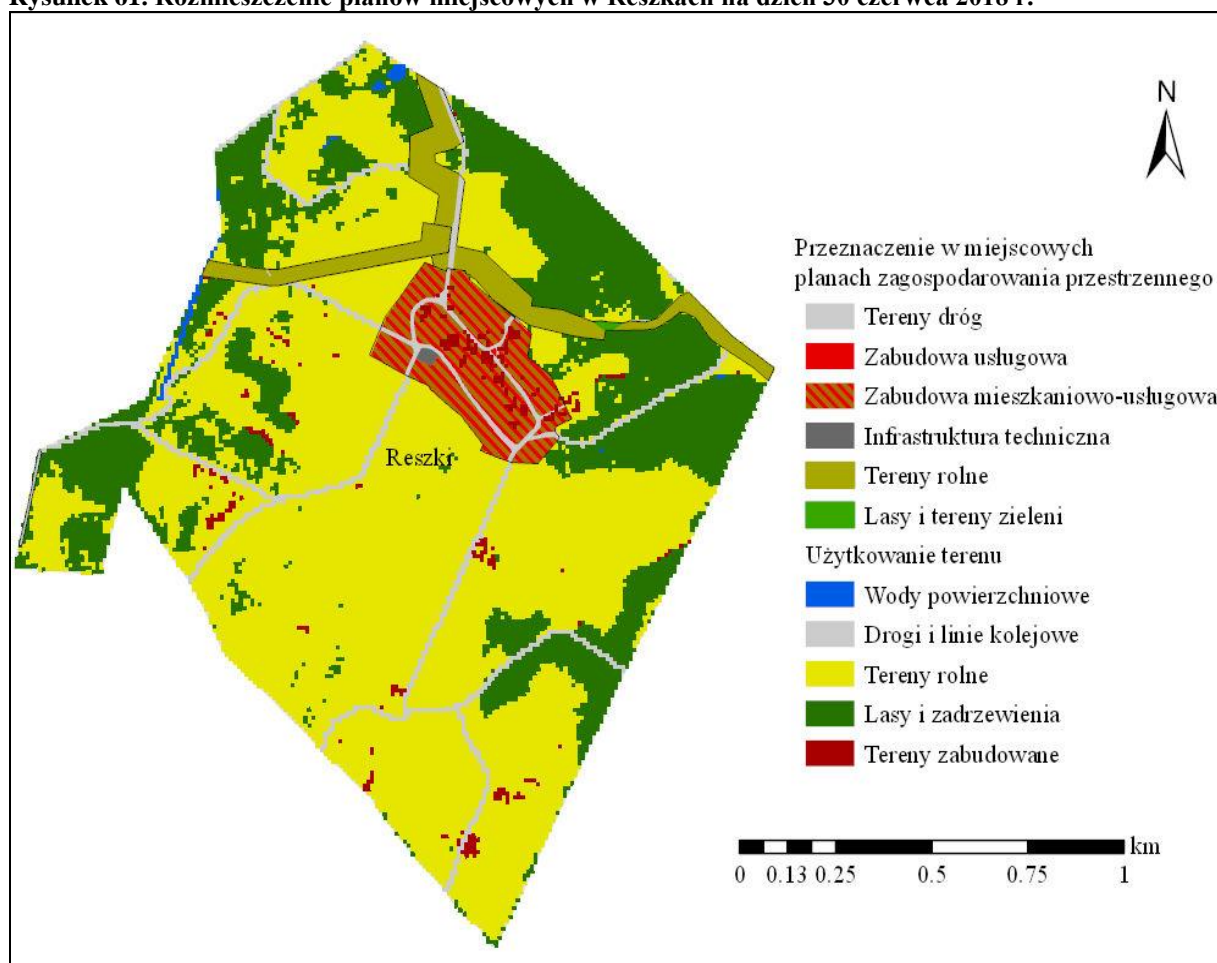 Rysunek 61. Rozmieszczenie planów miejscowych w Reszkach na dzień 30 czerwca 2018 r.
N
Przeznaczenie w miejscowych
planach zagospodarowania przestrzennego
Tereny dróg
Zabudowa usługowa
Zabudowa mieszkaniowo-usługowa
Infrastruktura techniczna
Tereny rolne
Lasy i tereny zieleni
Użytkowanie terenu
Wody powierzchniowe
Drogi i linie kolejowe
Tereny rolne
Lasy i zadrzewienia
Tereny zabudowane
Reszki
km
0 0.13 0.25 0.5 0.75 1